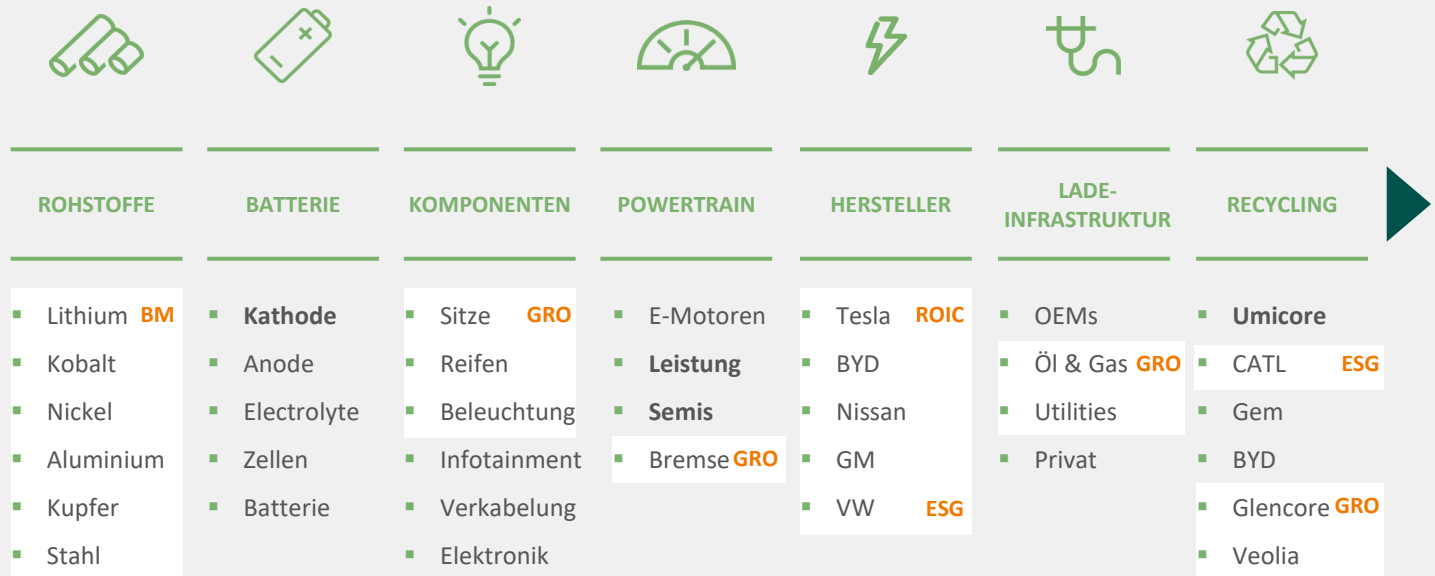 ROHSTOFFE
BATTERIE
KOMPONENTEN
POWERTRAIN
HERSTELLER
LADE-
INFRASTRUKTUR
RECYCLING
Lithium BM
Kobalt
Nickel
Aluminium
Kupfer
Stahl
Kathode
Anode
Electrolyte
Zellen
Batterie
Sitze GRO
Reifen
Beleuchtung
Infotainment
Verkabelung
Elektronik
E-Motoren
Leistung
Semis
Bremse GRO
Tesla ROIC
BYD
Nissan
GM
VW ESG
OEMs
Öl & Gas GRO
Utilities
Privat
Umicore
CATL ESG
Gem
BYD
Glencore GRO
Veolia